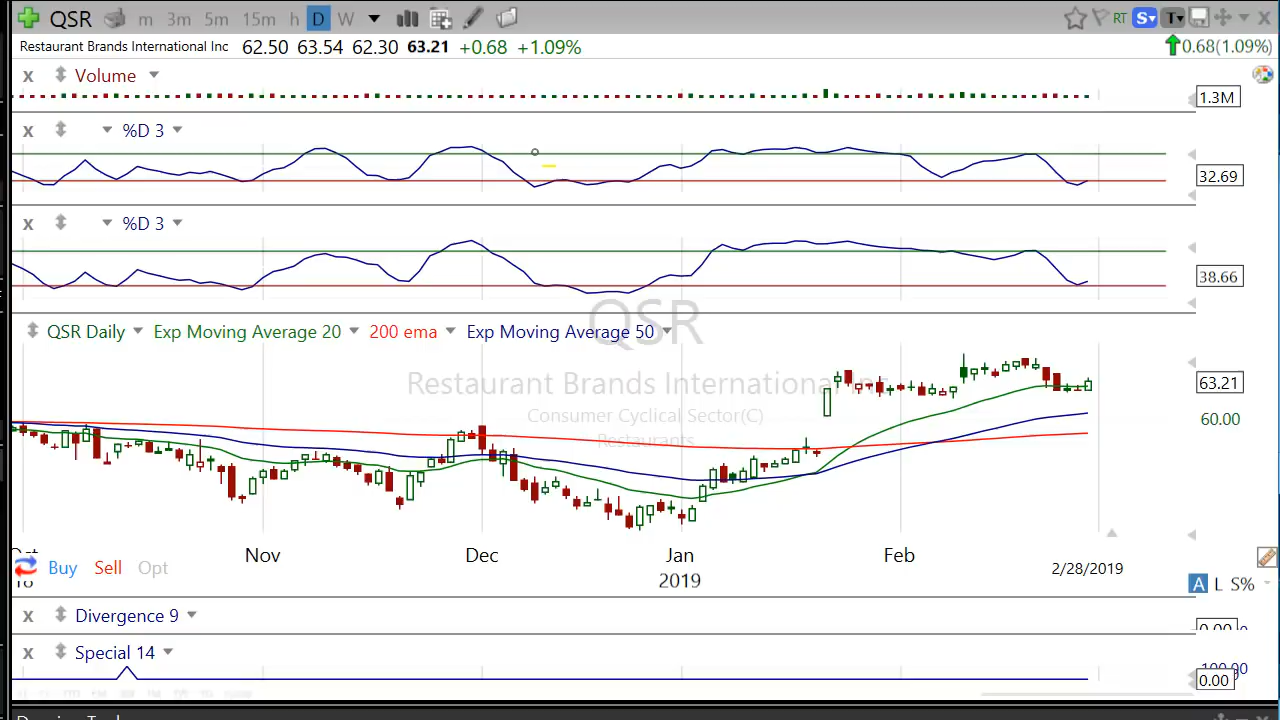 QSR m 3m 5m 15m h D W RT S T
Restaurant Brands International Inc 62.50 63.54 62.30 63.21 +0.68 +1.09% 0.68(1.09%)
x Volume
1.3M
x %D 3
32.69
x %D 3
38.66
QSR
QSR Daily Exp Moving Average 20 200 ema Exp Moving Average 50
Restaurant Brands International Inc
63.21
Consumer Cyclical Sector(C)
60.00
Restaurants
Nov Dec Jan Feb
Buy Sell Opt 2/28/2019
2019
A L S%
x Divergence 9
0.00
x Special 14
100.00
0.00